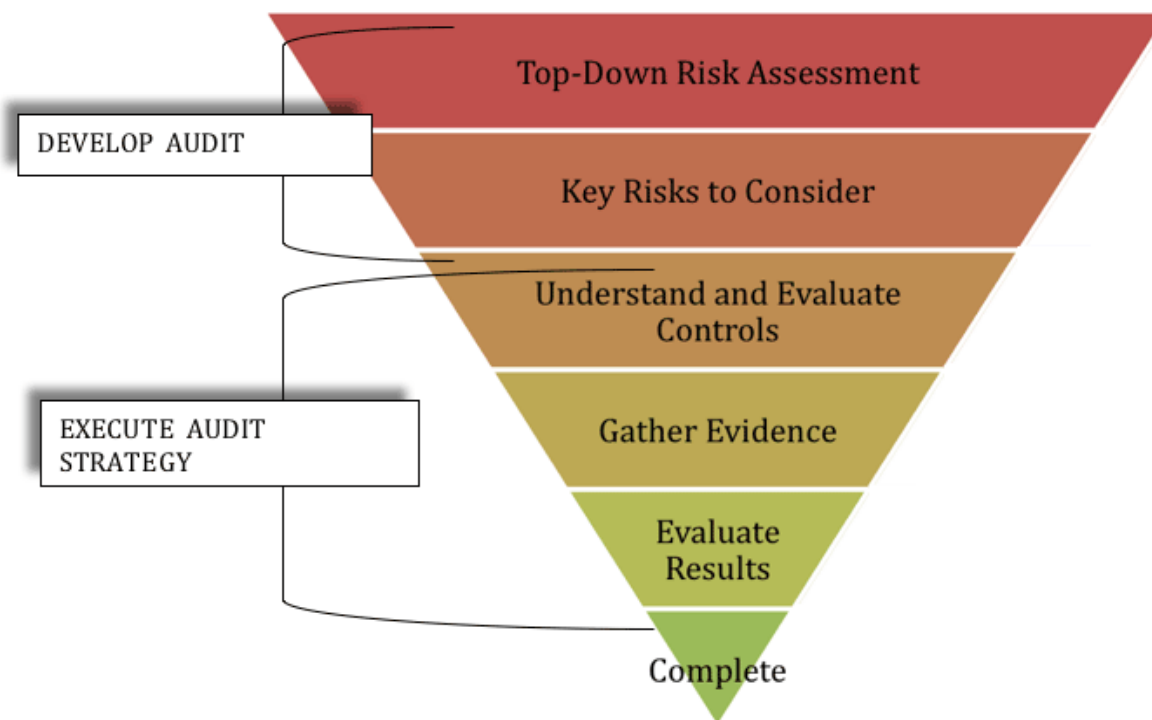 Top-Down Risk Assessment
DEVELOP AUDIT
Key Risks to Consider
Understand and Evaluate
Controls
EXECUTE AUDIT
STRATEGY
Gather Evidence
Evaluate
Results
Complete